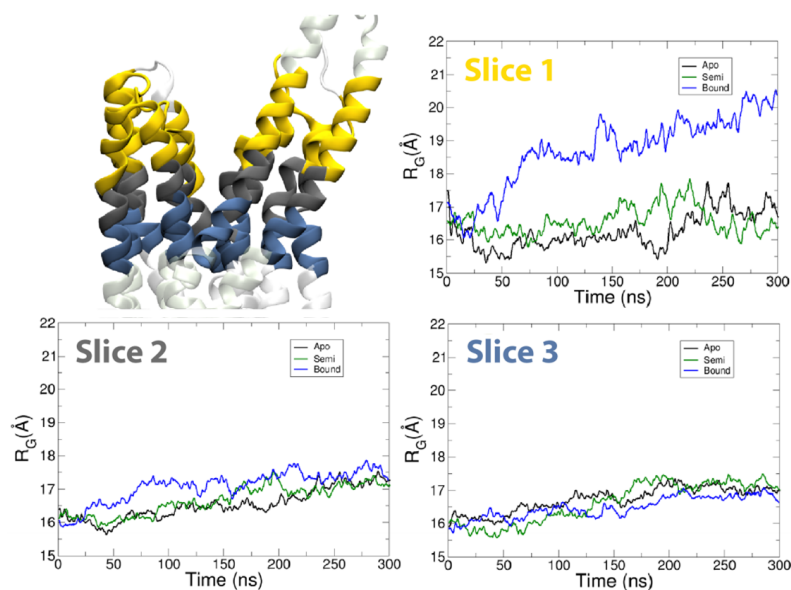 Slice 1
Apo
Semi
Bound
22
21
20
19
18
17
16
15
R_G(Å)
0 50 100 150 200 250 300
Time (ns)
Slice 2
Apo
Semi
Bound
22
21
20
19
18
17
16
15
R_G(Å)
0 50 100 150 200 250 300
Time (ns)
Slice 3
Apo
Semi
Bound
22
21
20
19
18
17
16
15
R_G(Å)
0 50 100 150 200 250 300
Time (ns)